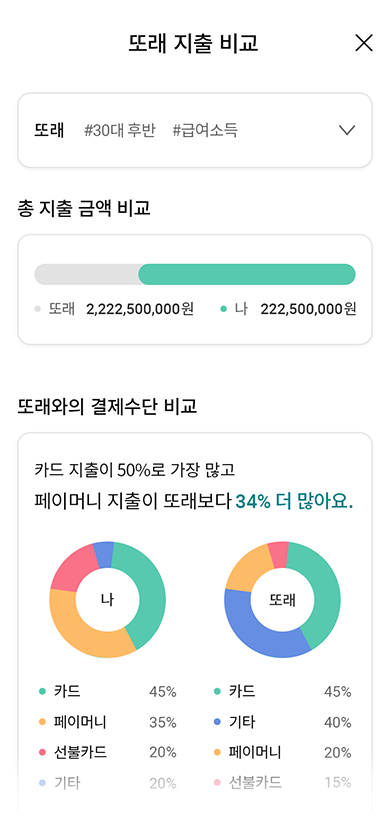 또래 지출 비교
또래 #30대 후반 #급여소득
총 지출 금액 비교
또래 2,222,500,000원 나 222,500,000원
또래와의 결제수단 비교
카드 지출이 50%로 가장 많고
페이머니 지출이 또래보다 34% 더 많아요.
나 또래
카드 45% 카드 45%
페이머니 35% 기타 40%
선불카드 20% 페이머니 20%
기타 20% 선불카드 15%